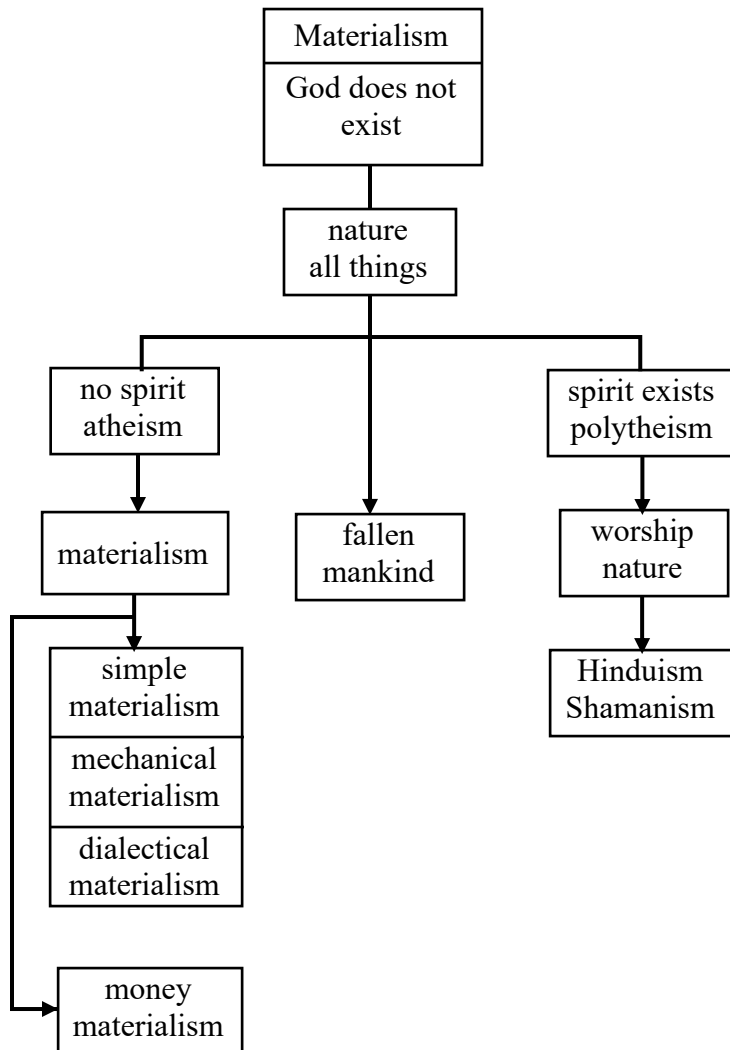 Materialism
God does not
exist
nature
all things
no spirit
atheism
spirit exists
polytheism
materialism
fallen
mankind
worship
nature
simple
materialism
mechanical
materialism
dialectical
materialism
Hinduism
Shamanism
money
materialism